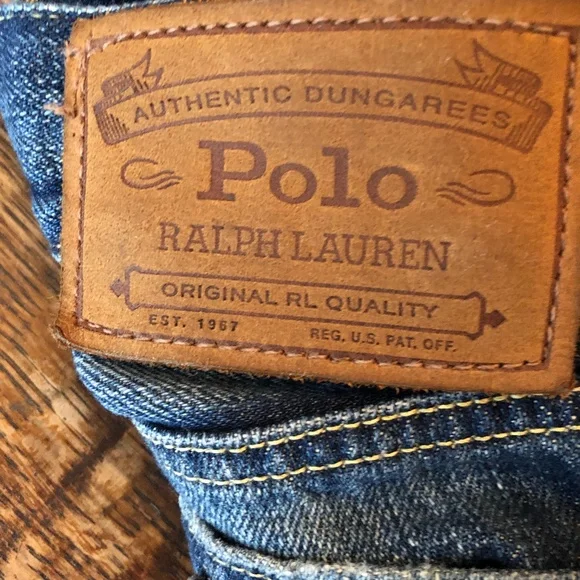 AUTHENTIC DUNGAREES
Polo
RALPH LAUREN
ORIGINAL RL QUALITY
EST. 1967 REG. U.S. PAT. OFF.